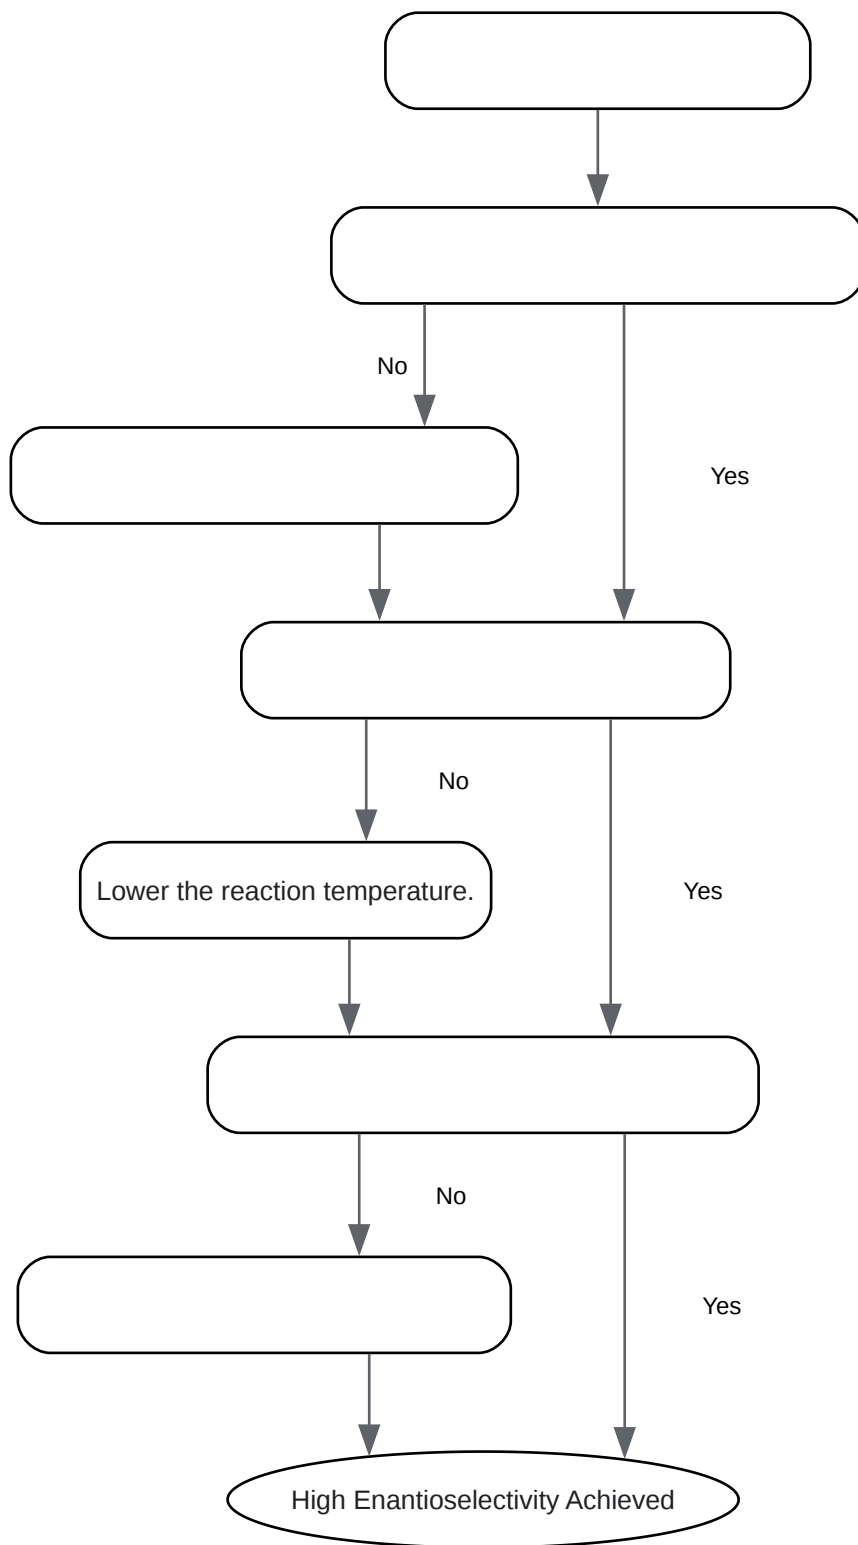 No
Yes
No
Lower the reaction temperature.
Yes
No
Yes
High Enantioselectivity Achieved